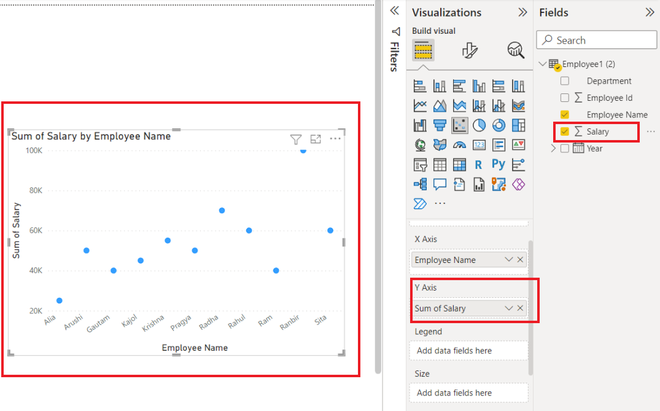 Visualizations
Fields
Build visual
Search
Filters
Employee1 (2)
Department
Employee Id
Employee Name
Salary
Year
Sum of Salary by Employee Name
100K
80K
60K
40K
20K
Sum of Salary
Alia
Arushi
Gautam
Kajol
Krishna
Pragya
Radha
Rahul
Ram
Ranbir
Sita
Employee Name
R
Py
X Axis
Employee Name
Y Axis
Sum of Salary
Legend
Add data fields here
Size
Add data fields here